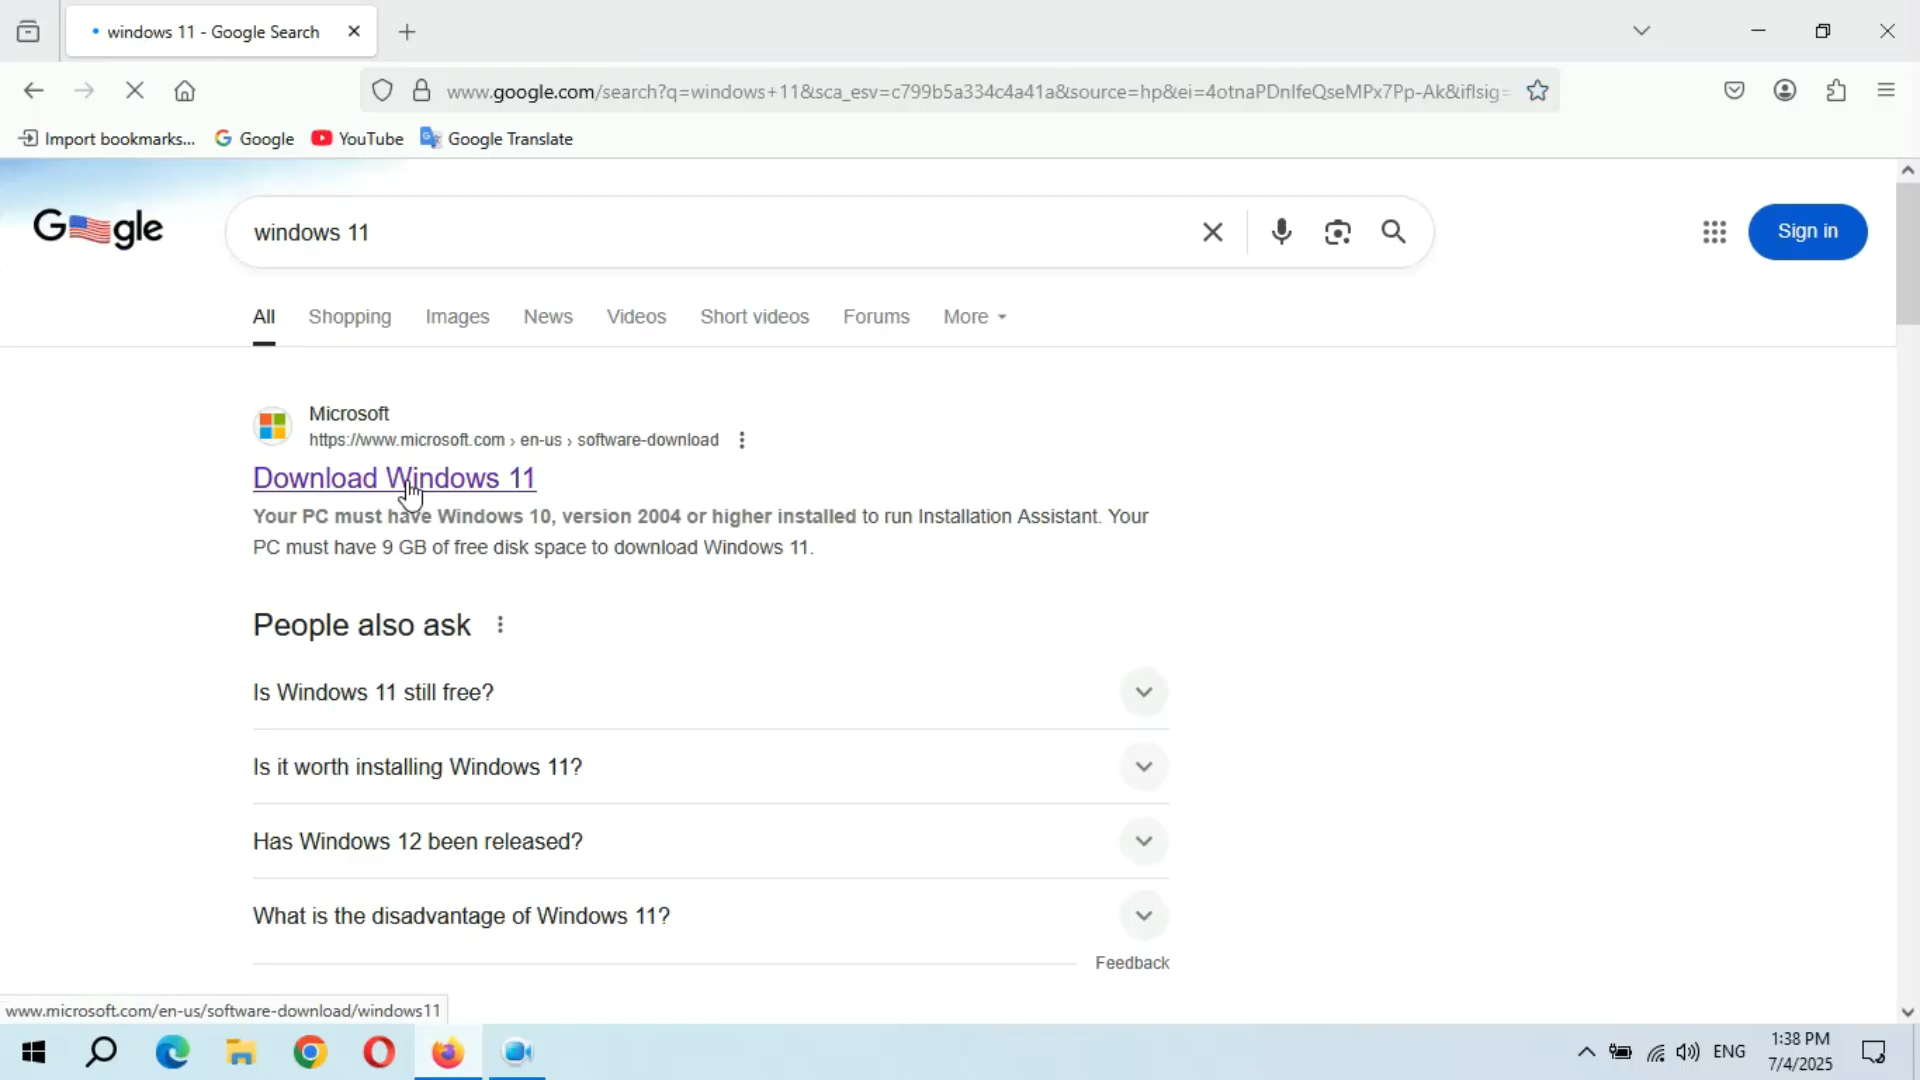 windows 11 - Google Search
www.google.com/search?q=windows+11&sca_esv=c799b5a334c4a41a&source=hp&ei=4otnaPDnIfeQseMPx7Pp-Ak&iflsig=
Import bookmarks...
Google
YouTube
Google Translate
Google
windows 11
Sign in
All
Shopping
Images
News
Videos
Short videos
Forums
More
Microsoft
https://www.microsoft.com › en-us › software-download
Download Windows 11
Your PC must have Windows 10, version 2004 or higher installed to run Installation Assistant. Your
PC must have 9 GB of free disk space to download Windows 11.
People also ask
Is Windows 11 still free?
Is it worth installing Windows 11?
Has Windows 12 been released?
What is the disadvantage of Windows 11?
Feedback
www.microsoft.com/en-us/software-download/windows11
ENG
1:38 PM
7/4/2025